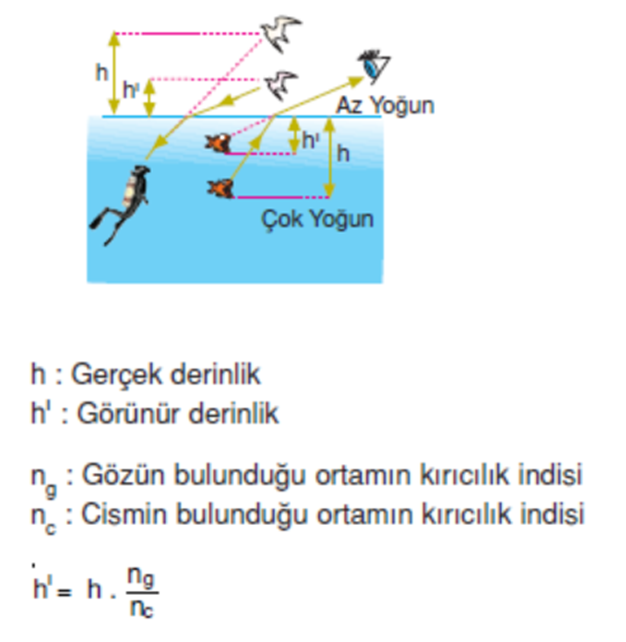 h
h'
Az Yoğun
h'
h
Çok Yoğun
h : Gerçek derinlik
h' : Görünür derinlik
ng : Gözün bulunduğu ortamın kırıcılık indisi
nc : Cismin bulunduğu ortamın kırıcılık indisi
h' = h . ng/nc